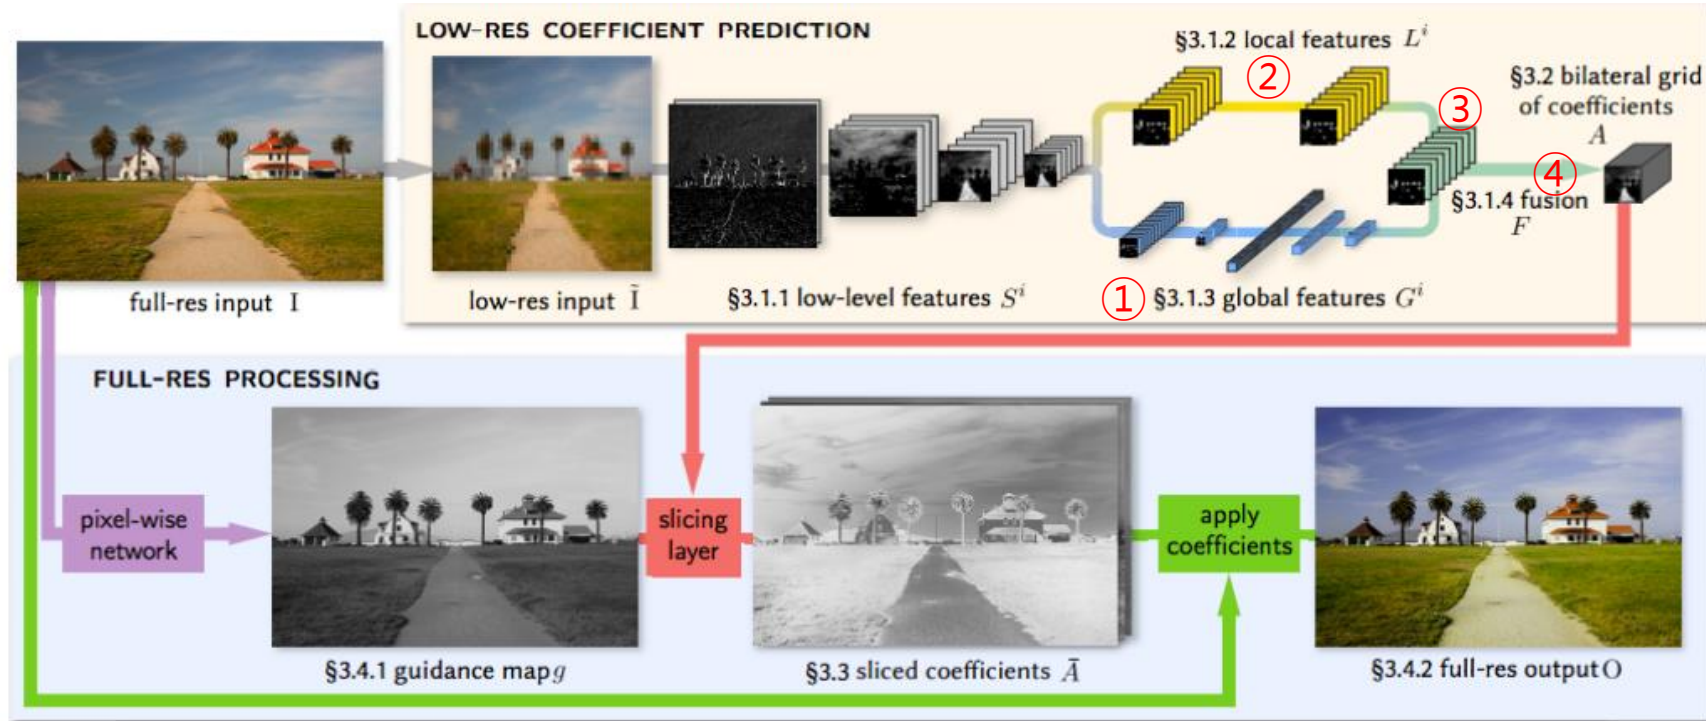 LOW-RES COEFFICIENT PREDICTION
§3.1.2 local features Lⁱ
②
③
§3.2 bilateral grid
of coefficients
A
④
§3.1.4 fusion
F
full-res input I
low-res input Ĩ
§3.1.1 low-level features Sⁱ
①
§3.1.3 global features Gⁱ
FULL-RES PROCESSING
pixel-wise
network
slicing
layer
apply
coefficients
§3.4.1 guidance map g
§3.3 sliced coefficients Ā
§3.4.2 full-res output O